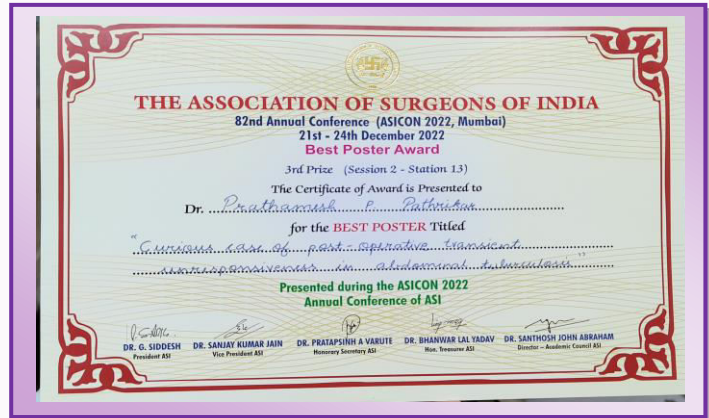 THE ASSOCIATION OF SURGEONS OF INDIA
82nd Annual Conference (ASICON 2022, Mumbai)
21st - 24th December 2022
Best Poster Award
3rd Prize (Session 2 - Station 13)
The Certificate of Award is Presented to
Dr. Prathamesh P. Pathrikar
for the BEST POSTER Titled
"Curious case of post-operative transient
unresponsiveness in abdominal tuberculosis"
Presented during the ASICON 2022
Annual Conference of ASI
DR. G. SIDDESH DR. SANJAY KUMAR JAIN DR. PRATAPSINH A VARUTE DR. BHANWAR LAL YADAV DR. SANTHOSH JOHN ABRAHAM
President ASI Vice President ASI Honorary Secretary ASI Hon. Treasurer ASI Director – Academic Council ASI